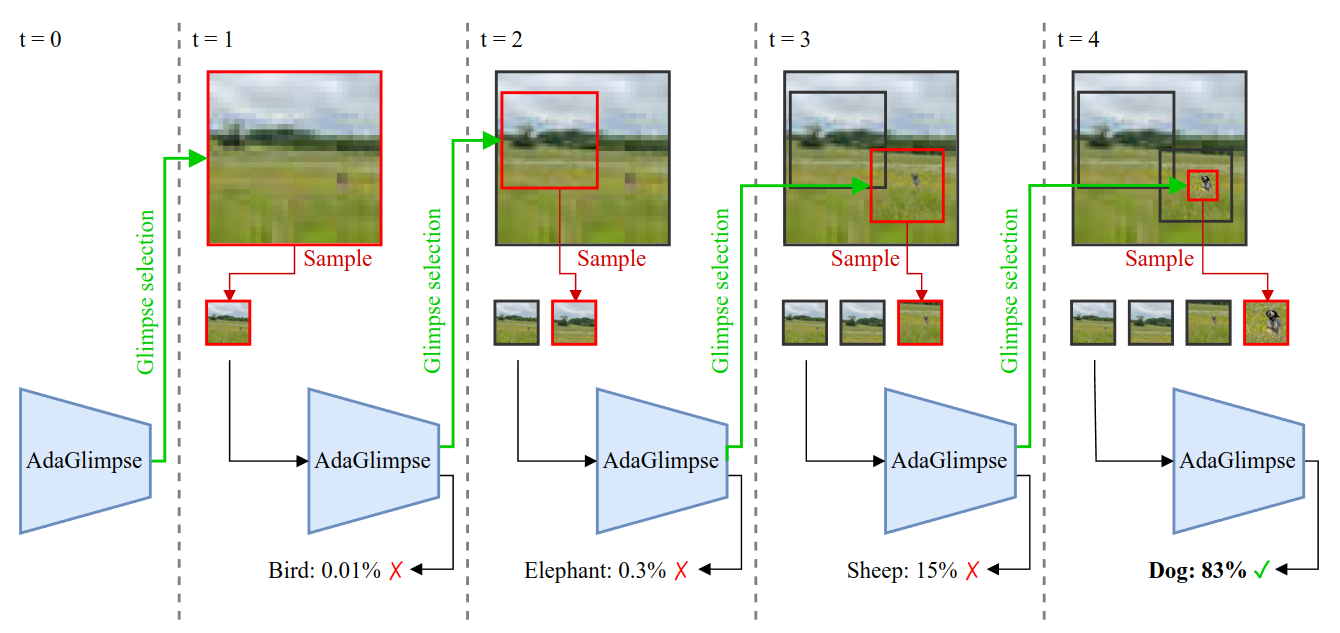 t = 0
t = 1
t = 2
t = 3
t = 4
Glimpse selection
Sample
Glimpse selection
Sample
Glimpse selection
Sample
Glimpse selection
Sample
AdaGlimpse
AdaGlimpse
AdaGlimpse
AdaGlimpse
AdaGlimpse
Bird: 0.01% ✗
Elephant: 0.3% ✗
Sheep: 15% ✗
Dog: 83% ✓